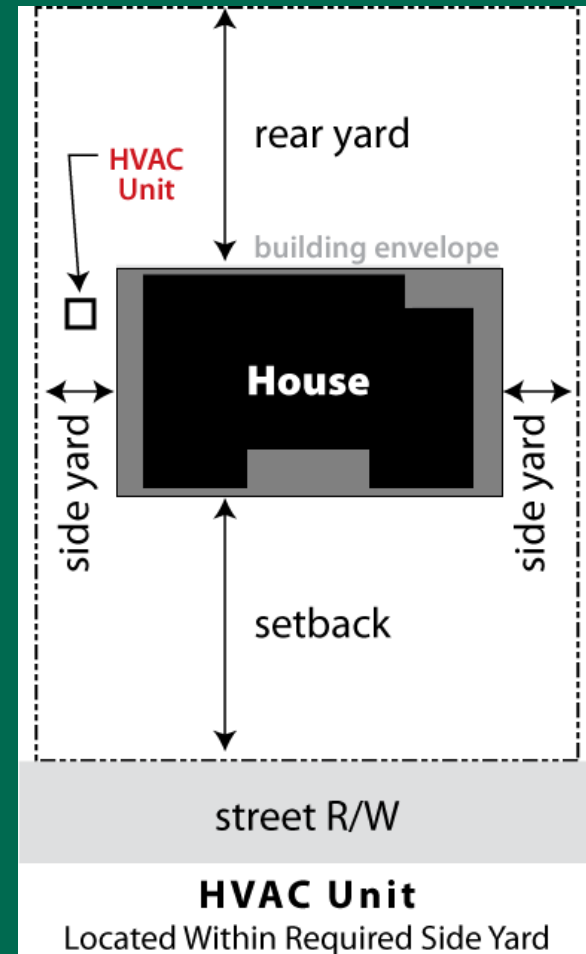 rear yard
HVAC
Unit
building envelope
House
side yard
side yard
setback
street R/W
HVAC Unit
Located Within Required Side Yard